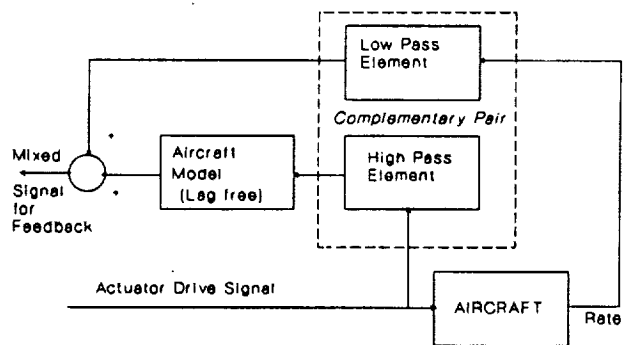 Low Pass
Element
Complementary Pair
High Pass
Element
Aircraft
Model
(Lag free)
Mixed
Signal
for
Feedback
+
+
Actuator Drive Signal
AIRCRAFT
Rate